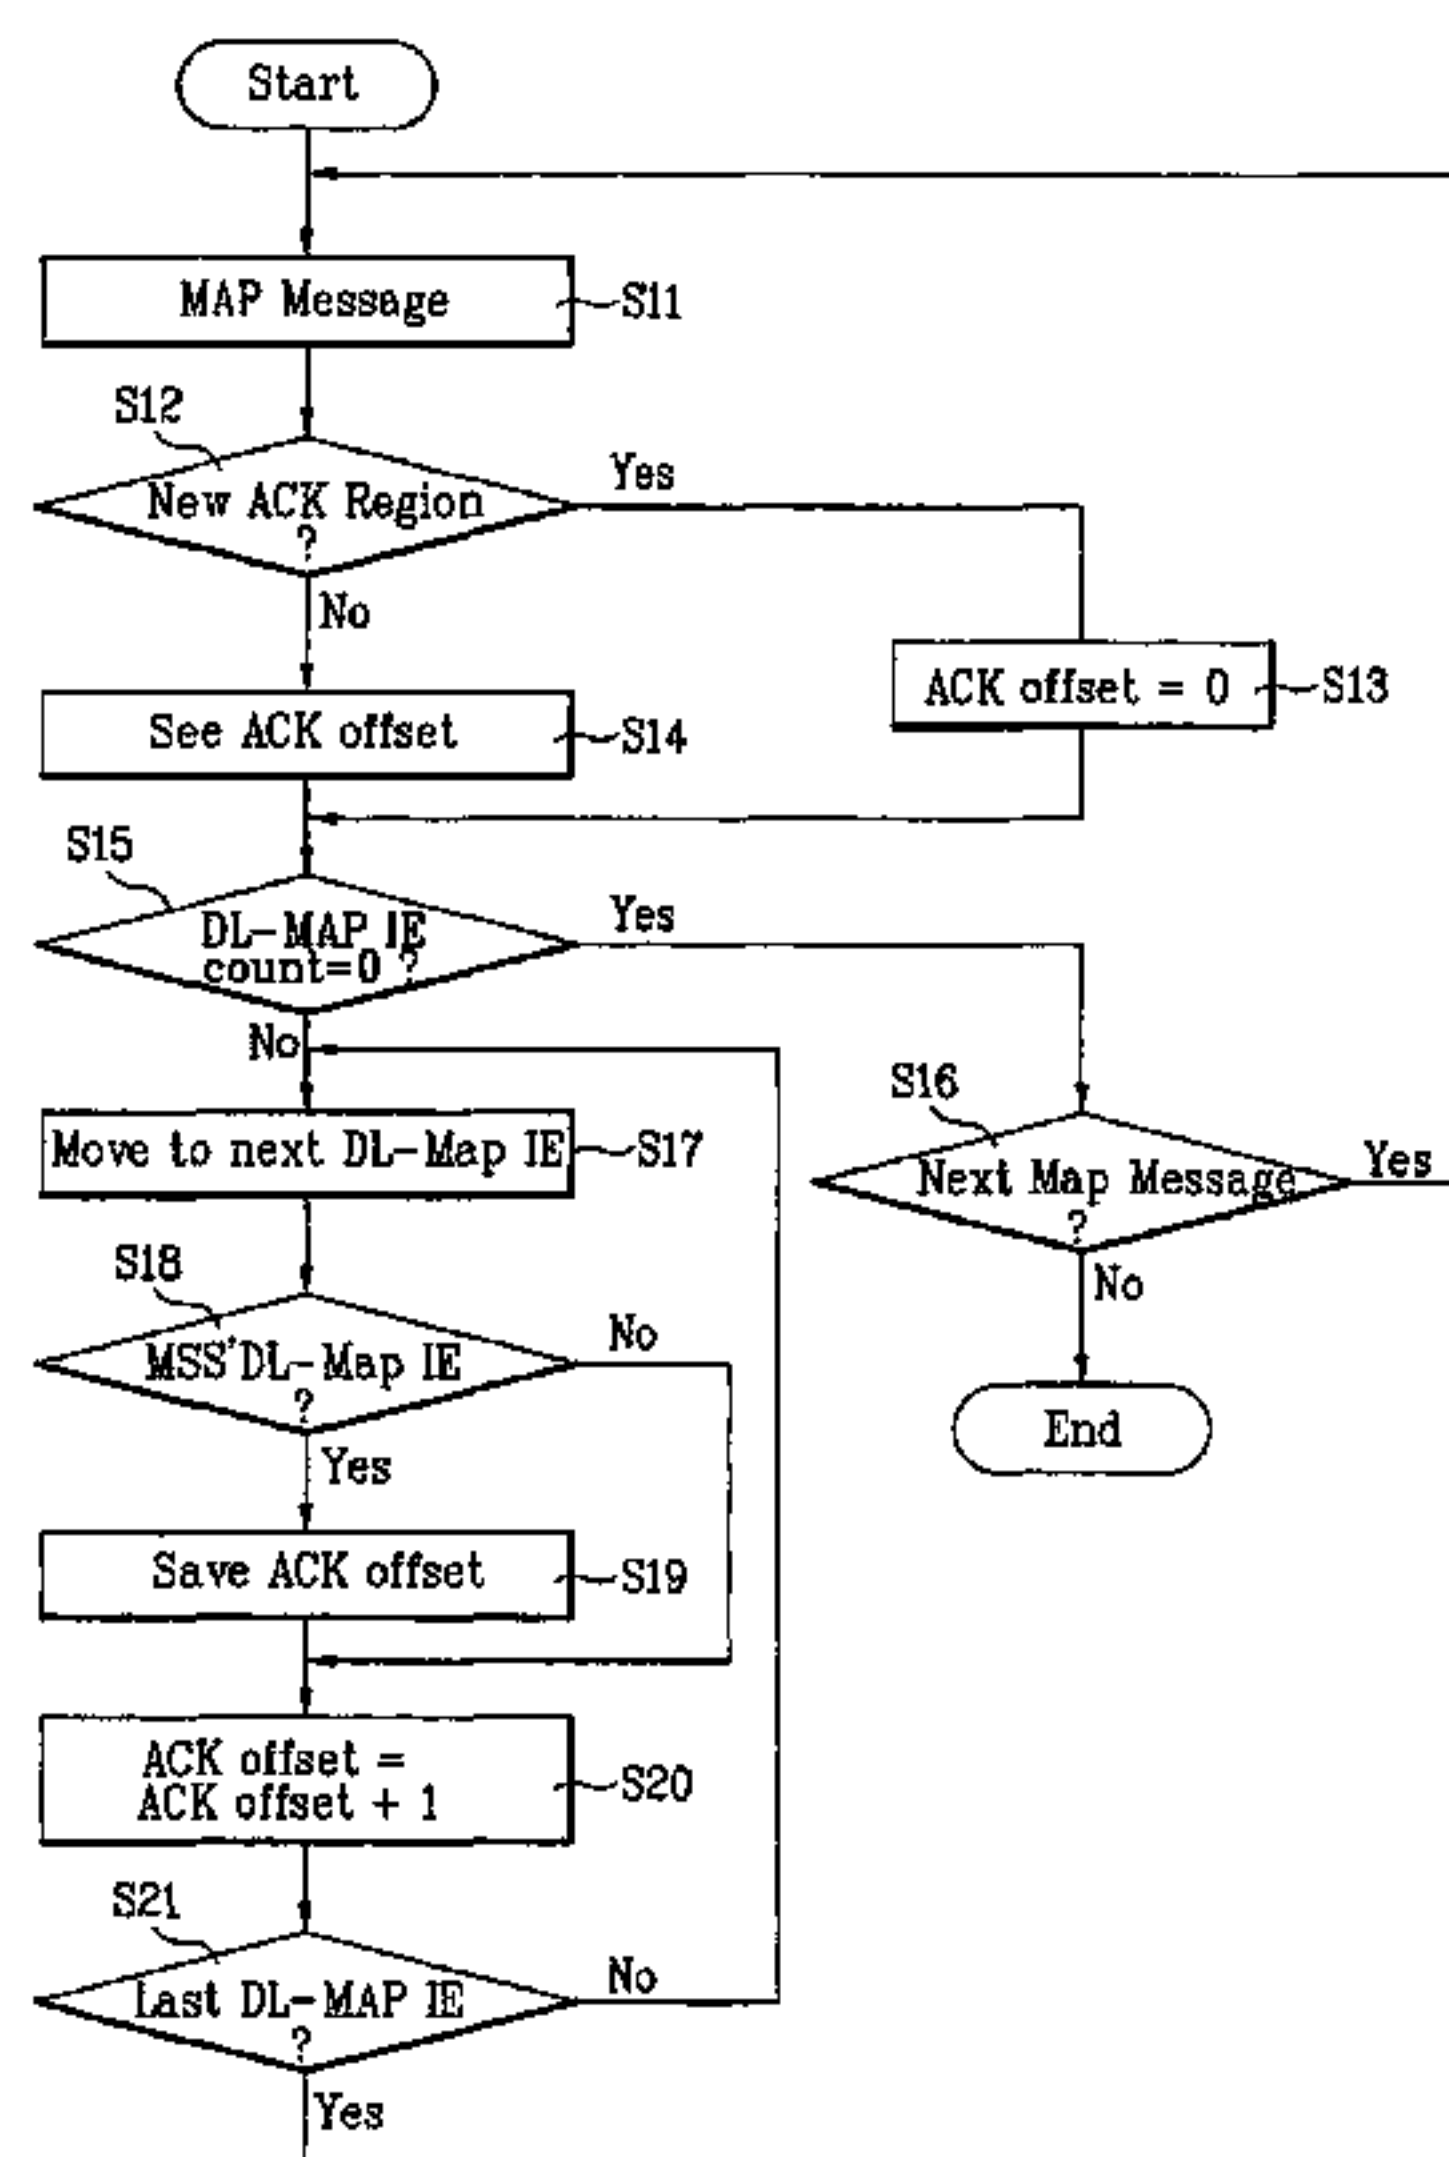 Start
MAP Message
S11
S12
New ACK Region
?
Yes
No
ACK offset = 0
S13
See ACK offset
S14
S15
DL-MAP IE
count=0 ?
Yes
No
S16
Next Map Message
?
Yes
No
End
Move to next DL-Map IE
S17
S18
MSS'DL-Map IE
?
No
Yes
Save ACK offset
S19
ACK offset =
ACK offset + 1
S20
S21
Last DL-MAP IE
?
No
Yes